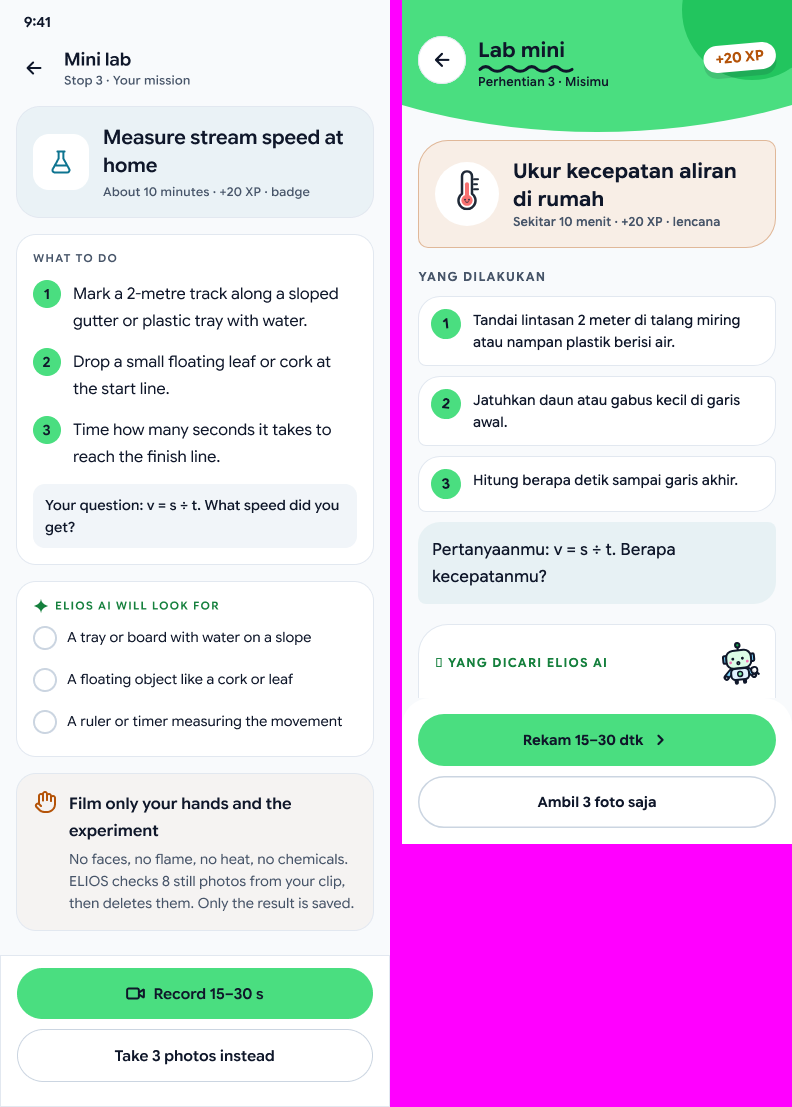 9:41
Mini lab
Stop 3 · Your mission
Measure stream speed at
home
About 10 minutes · +20 XP · badge
WHAT TO DO
1 Mark a 2-metre track along a sloped
gutter or plastic tray with water.
2 Drop a small floating leaf or cork at
the start line.
3 Time how many seconds it takes to
reach the finish line.
Your question: v = s ÷ t. What speed did you
get?
ELIOS AI WILL LOOK FOR
A tray or board with water on a slope
A floating object like a cork or leaf
A ruler or timer measuring the movement
Film only your hands and the
experiment
No faces, no flame, no heat, no chemicals.
ELIOS checks 8 still photos from your clip,
then deletes them. Only the result is saved.
Record 15–30 s
Take 3 photos instead
Lab mini
Perhentian 3 · Misimu
+20 XP
Ukur kecepatan aliran
di rumah
Sekitar 10 menit · +20 XP · lencana
YANG DILAKUKAN
1 Tandai lintasan 2 meter di talang miring
atau nampan plastik berisi air.
2 Jatuhkan daun atau gabus kecil di garis
awal.
3 Hitung berapa detik sampai garis akhir.
Pertanyaanmu: v = s ÷ t. Berapa
kecepatanmu?
YANG DICARI ELIOS AI
Rekam 15–30 dtk
Ambil 3 foto saja